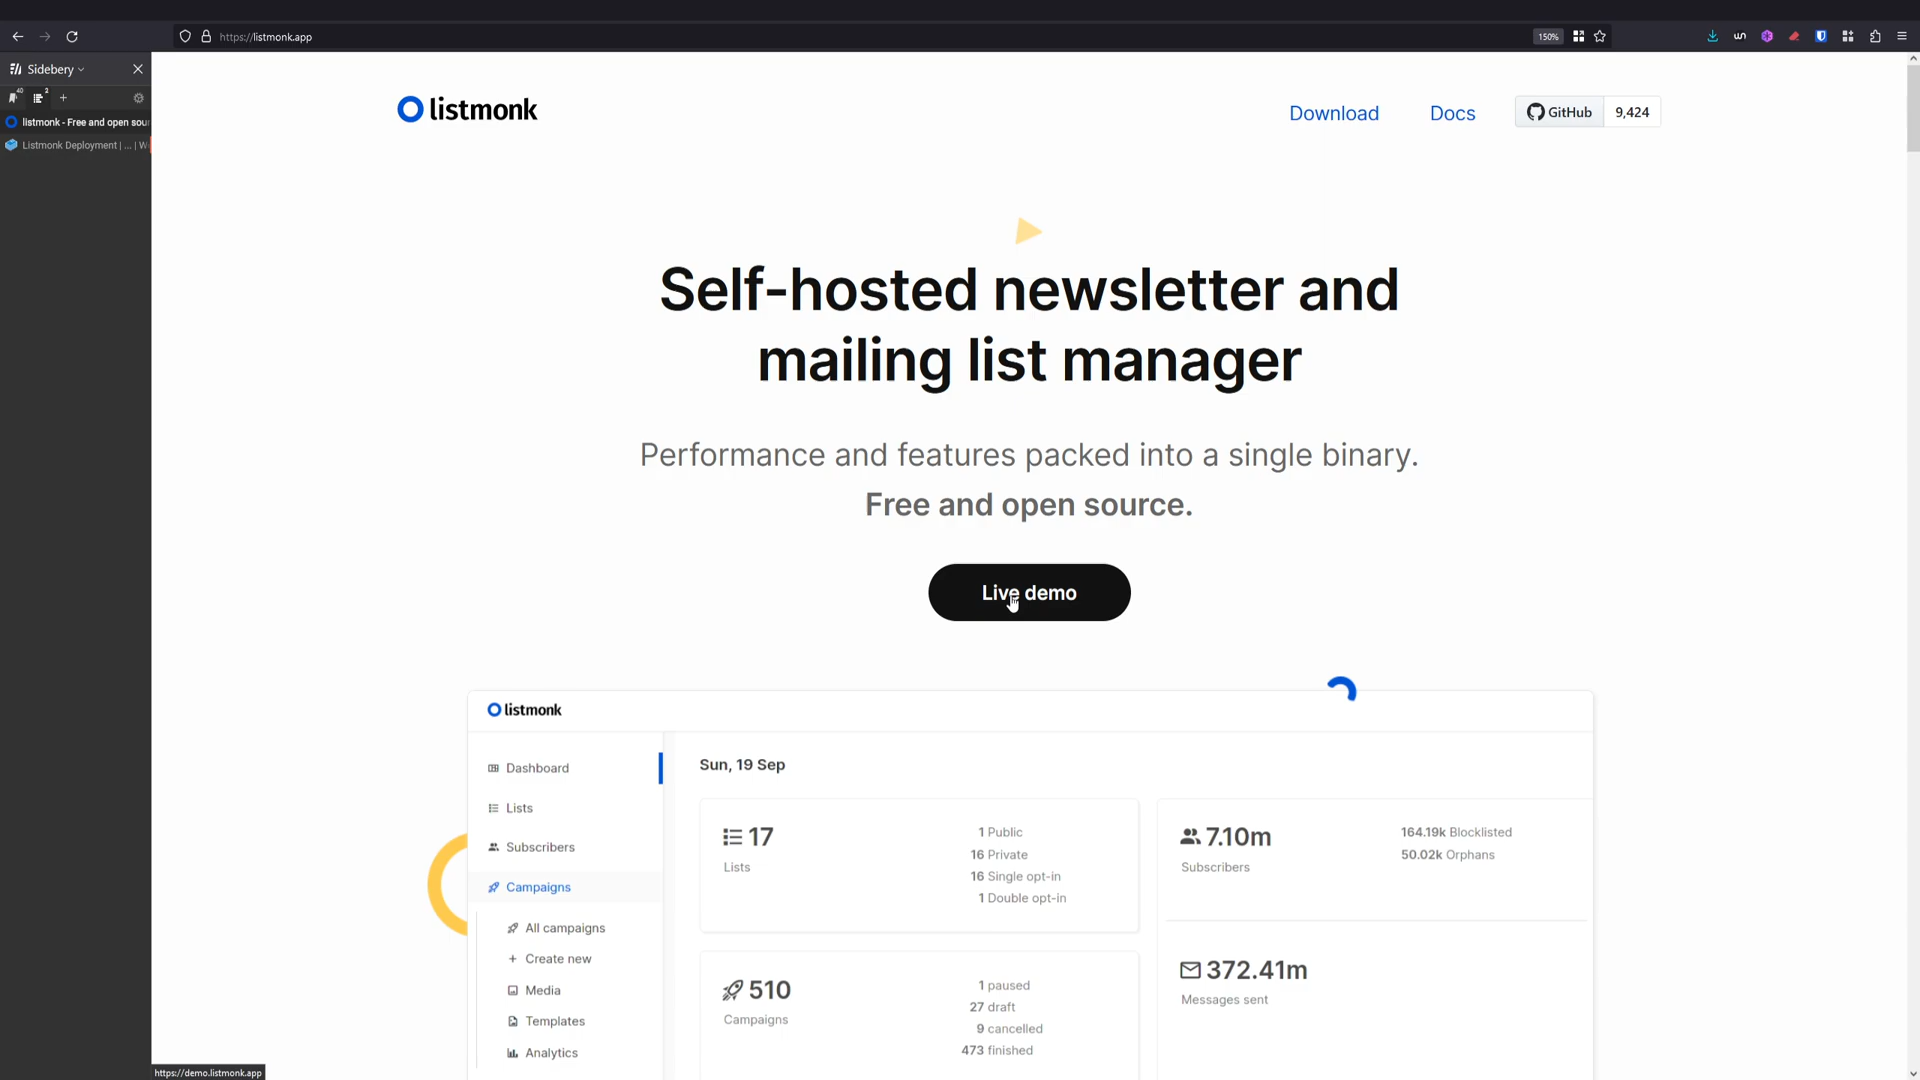 https://listmonk.app
150%
Sidebery
40
2
listmonk - Free and open sour
Listmonk Deployment | ... | W
listmonk
Download
Docs
GitHub
9,424
Self-hosted newsletter and
mailing list manager
Performance and features packed into a single binary.
Free and open source.
Live demo
listmonk
Dashboard
Lists
Subscribers
Campaigns
All campaigns
Create new
Media
Templates
Analytics
Sun, 19 Sep
17
Lists
1 Public
16 Private
16 Single opt-in
1 Double opt-in
7.10m
Subscribers
164.19k Blocklisted
50.02k Orphans
510
Campaigns
1 paused
27 draft
9 cancelled
473 finished
372.41m
Messages sent
https://demo.listmonk.app